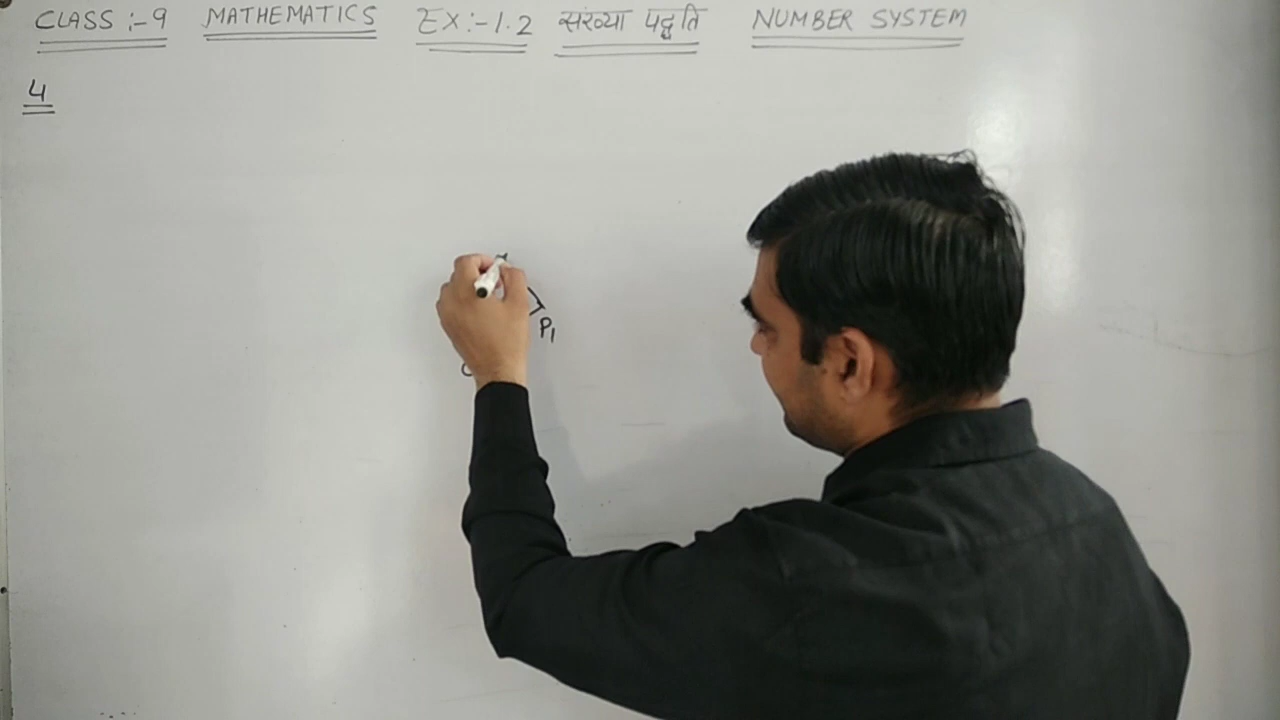 CLASS :- 9 MATHEMATICS EX:-1.2 संख्या पद्धति NUMBER SYSTEM
4
P1